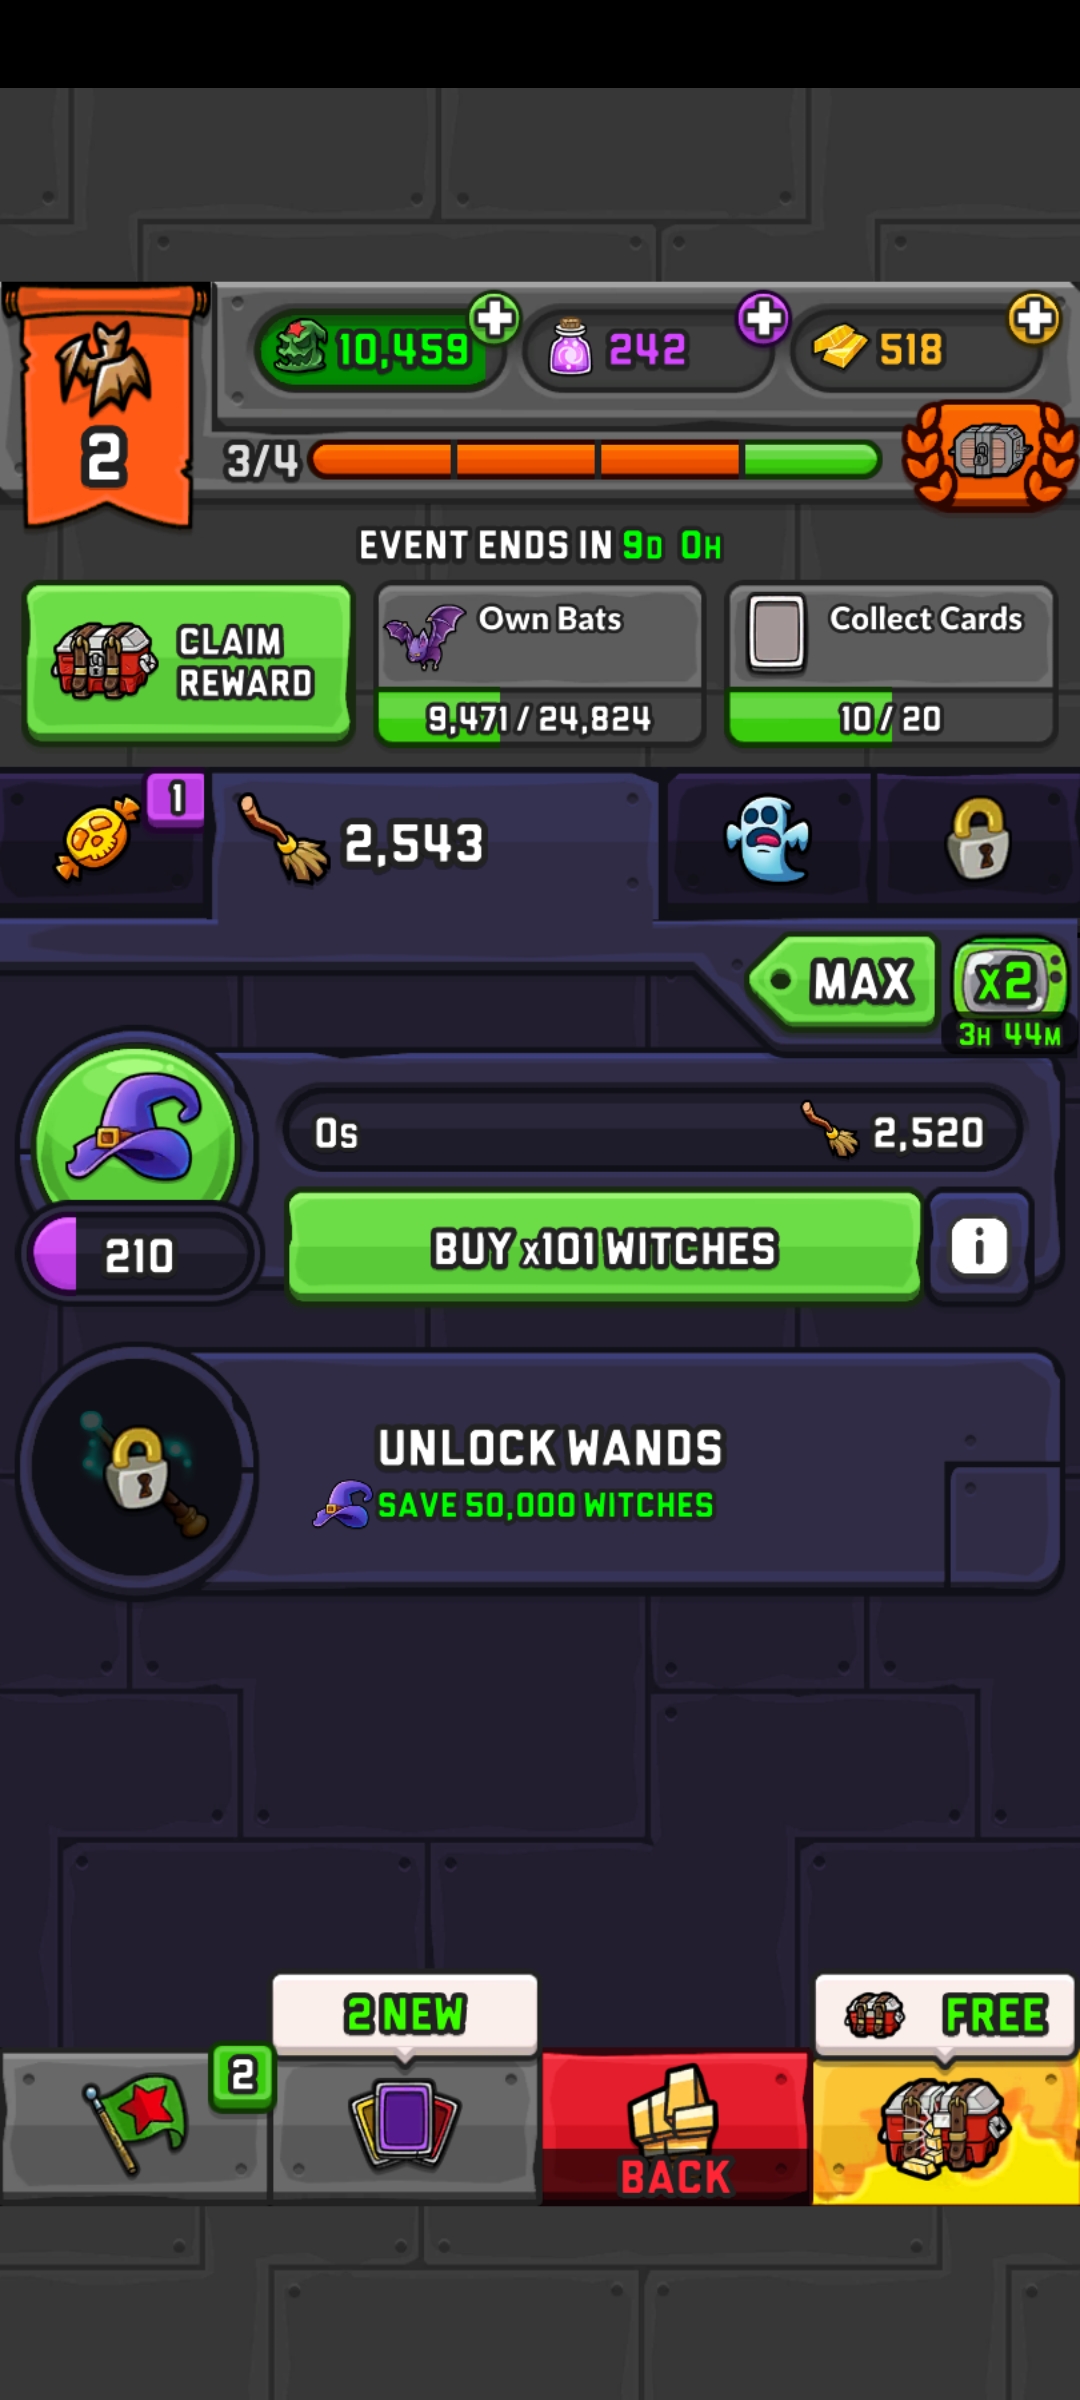 10,459
242
518
2
3/4
EVENT ENDS IN 9D 0H
CLAIM
REWARD
Own Bats
9,471 / 24,824
Collect Cards
10 / 20
1
2,543
MAX
x2
3H 44M
0s
2,520
210
BUY x101 WITCHES
i
UNLOCK WANDS
SAVE 50,000 WITCHES
2 NEW
FREE
2
BACK